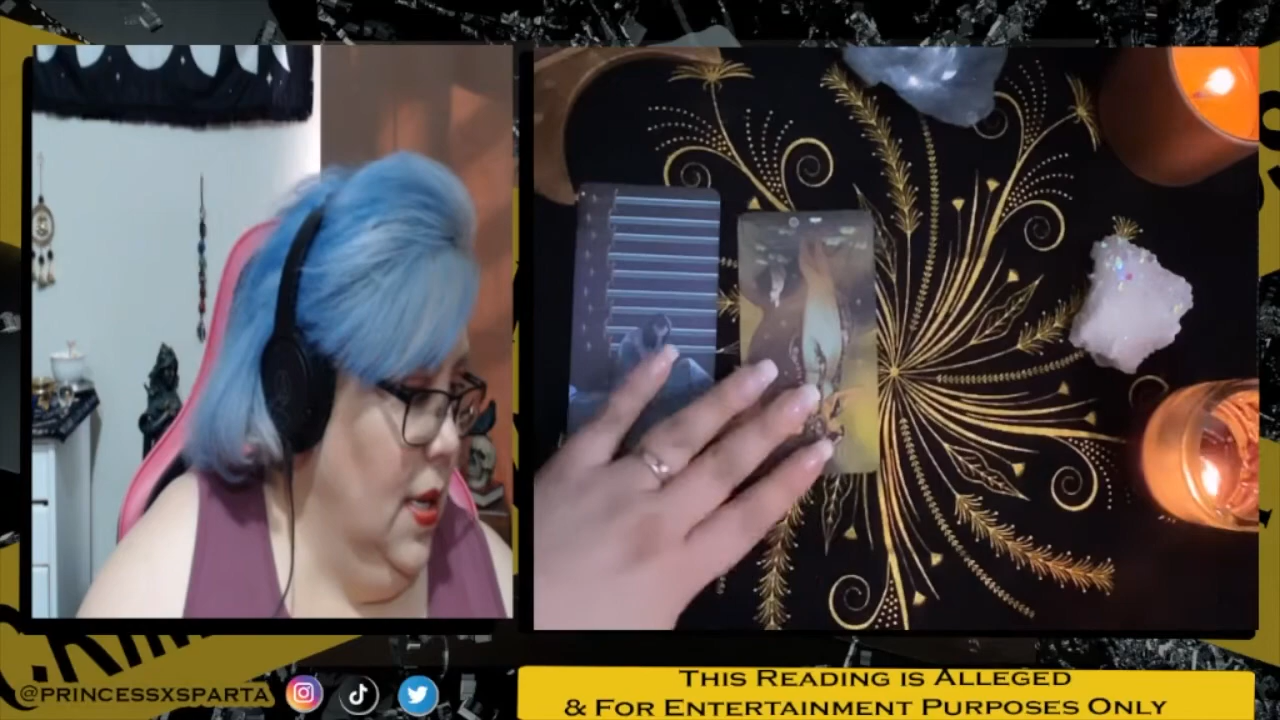 @PRINCESSXSPARTA
THIS READING IS ALLEGED
& FOR ENTERTAINMENT PURPOSES ONLY